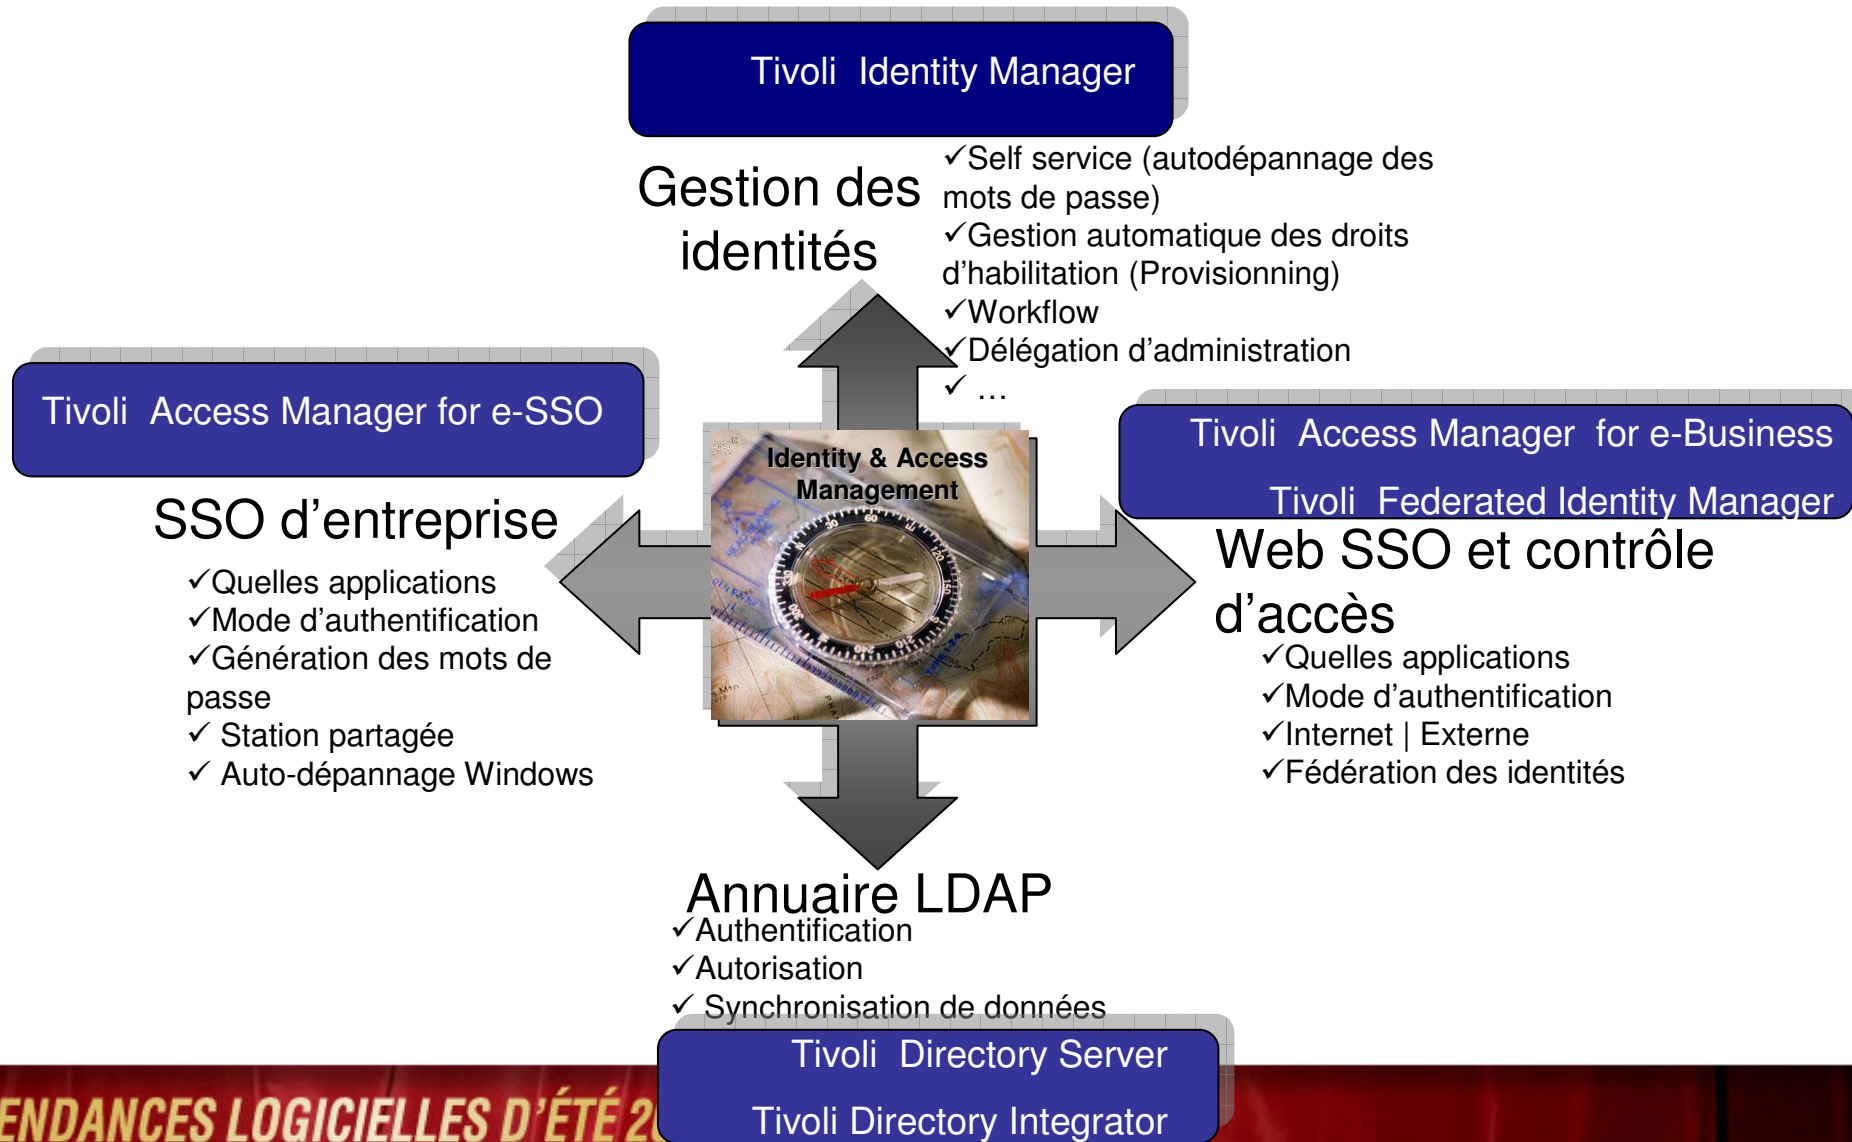 Tivoli Identity Manager
Gestion des
identités
✓Self service (autodépannage des
mots de passe)
✓Gestion automatique des droits
d’habilitation (Provisionning)
✓Workflow
✓Délégation d’administration
✓ …
Tivoli Access Manager for e-SSO
SSO d’entreprise
✓Quelles applications
✓Mode d’authentification
✓Génération des mots de
passe
✓ Station partagée
✓ Auto-dépannage Windows
Identity & Access
Management
Tivoli Access Manager for e-Business
Tivoli Federated Identity Manager
Web SSO et contrôle
d’accès
✓Quelles applications
✓Mode d’authentification
✓Internet | Externe
✓Fédération des identités
Annuaire LDAP
✓Authentification
✓Autorisation
✓ Synchronisation de données
Tivoli Directory Server
Tivoli Directory Integrator
ENDANCES LOGICIELLES D’ÉTÉ 20